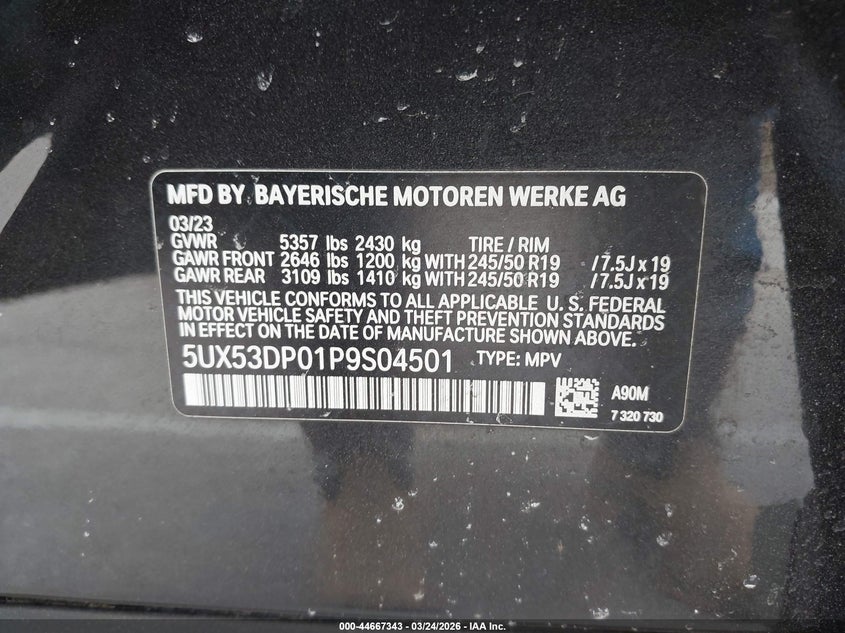 MFD BY BAYERISCHE MOTOREN WERKE AG
03/23
GVWR 5357 lbs 2430 kg TIRE / RIM
GAWR FRONT 2646 lbs 1200 kg WITH 245/50 R19 /7.5J x 19
GAWR REAR 3109 lbs 1410 kg WITH 245/50 R19 /7.5J x 19
THIS VEHICLE CONFORMS TO ALL APPLICABLE U. S. FEDERAL
MOTOR VEHICLE SAFETY AND THEFT PREVENTION STANDARDS
IN EFFECT ON THE DATE OF MANUFACTURE SHOWN ABOVE.
5UX53DP01P9S04501 TYPE: MPV
A90M
7 320 730
000-44667343 - 03/24/2026 - IAA Inc.